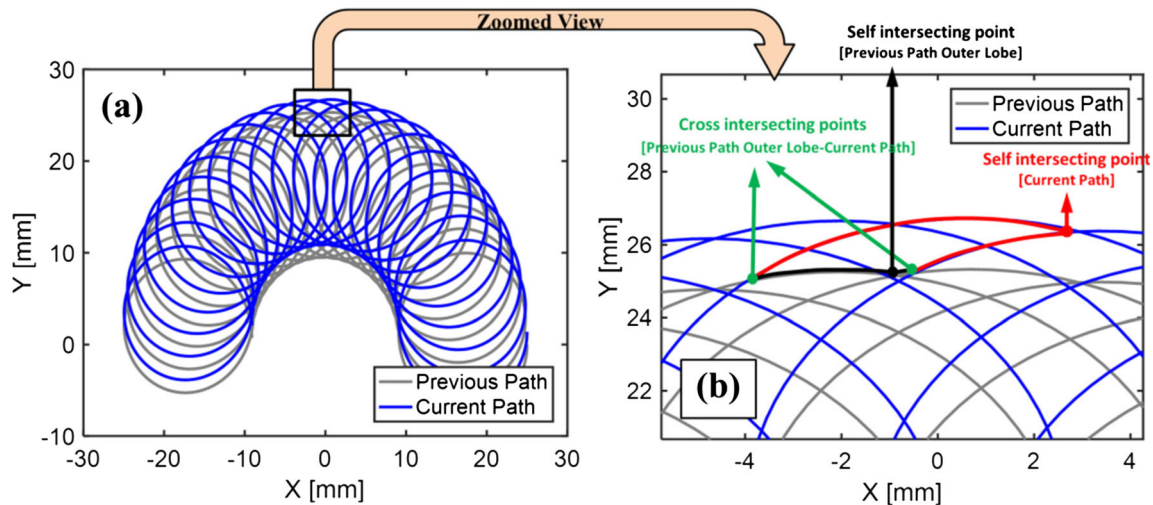 Zoomed View
(a)
30
20
10
0
-10
Y [mm]
-30
-20
-10
0
10
20
30
X [mm]
Previous Path
Current Path
Self intersecting point
[Previous Path Outer Lobe]
Cross intersecting points
[Previous Path Outer Lobe-Current Path]
Previous Path
Current Path
Self intersecting point
[Current Path]
30
28
26
24
22
Y [mm]
(b)
-4
-2
0
2
4
X [mm]